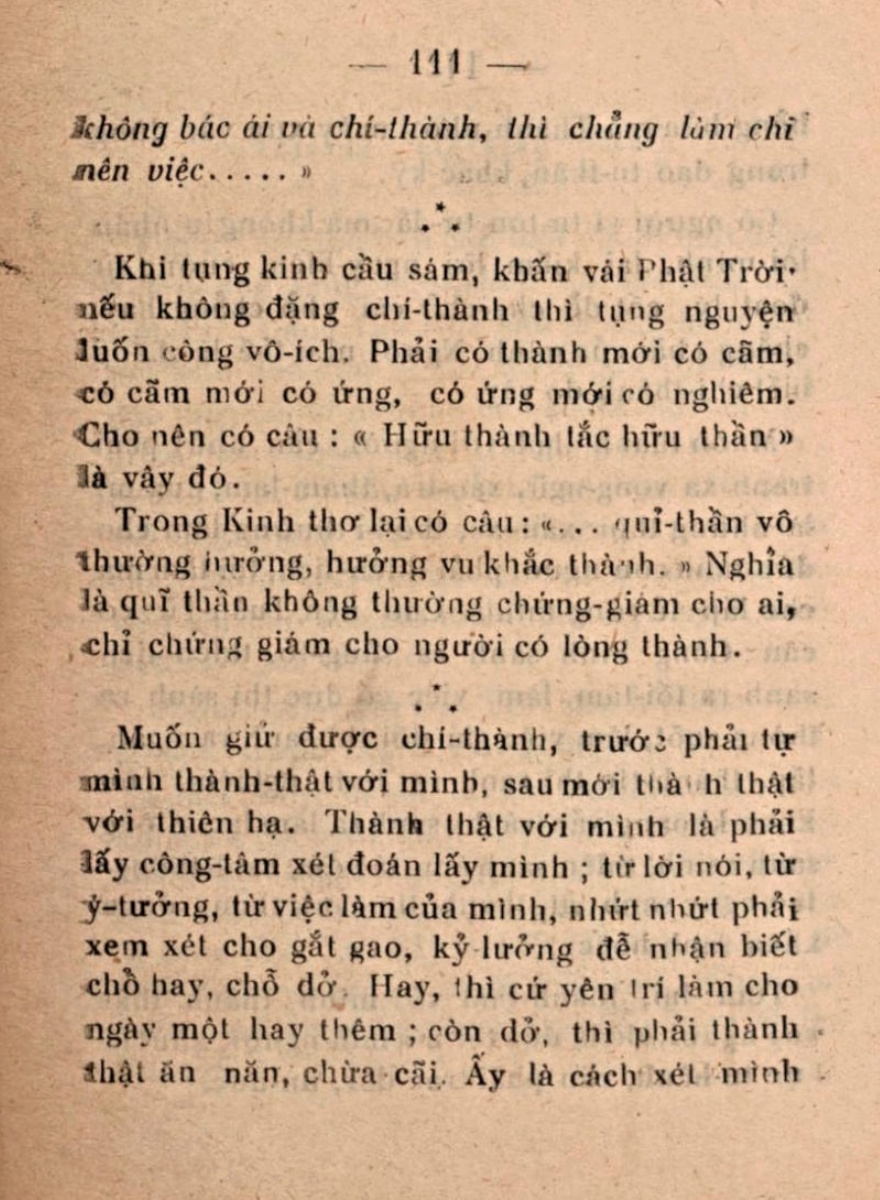 — 111 —
không bác ái và chí-thành, thì chẳng làm chi
nên việc..... »
Khi tụng kinh cầu sám, khấn vái Phật Trời·
nếu không đặng chí-thành thì tụng nguyện
luốn công vô-ích. Phải có thành mới có cãm,
có cãm mới có ứng, có ứng mới có nghiêm.
Cho nên có câu : « Hữu thành tắc hữu thần »
là vậy đó.
Trong Kinh thơ lại có câu : «... quỉ-thần vô
thường hưởng, hưởng vu khắc thành. » Nghỉa
là quĩ thần không thường chứng-giám cho ai,
chỉ chứng giám cho người có lòng thành.
Muốn giử được chí-thành, trước phải tự
mình thành-thật với mình, sau mới thành thật
với thiên hạ. Thành thật với mình là phải
lấy công-tâm xét đoán lấy mình ; từ lời nói, từ
ý-tưởng, từ việc làm của mình, nhứt nhứt phải
xem xét cho gắt gao, kỷ lưởng đễ nhận biết
chỗ hay, chỗ dở. Hay, thì cứ yên trí làm cho
ngày một hay thêm ; còn dở, thì phải thành
thật ăn năn, chừa cãi. Ấy là cách xét mình